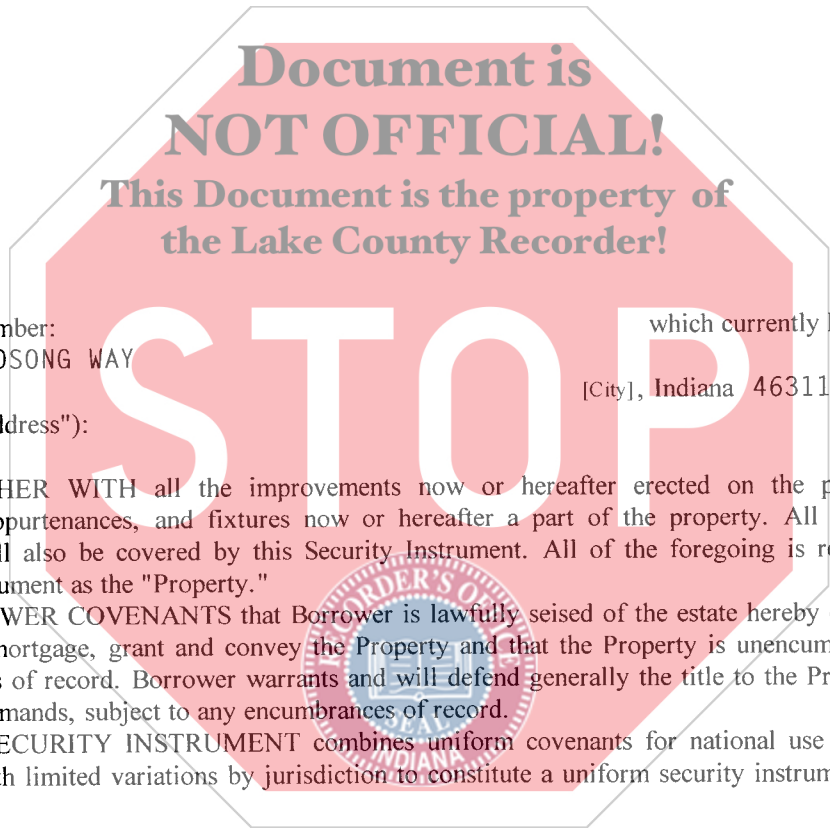 Document is
NOT OFFICIAL!
This Document is the property of
the Lake County Recorder!
STOP
mber: which currently
OSONG WAY
[City], Indiana 46311
ddress"):
HER WITH all the improvements now or hereafter erected on the p
ppurtenances, and fixtures now or hereafter a part of the property. All
ll also be covered by this Security Instrument. All of the foregoing is re
ument as the "Property."
WER COVENANTS that Borrower is lawfully seised of the estate hereby
mortgage, grant and convey the Property and that the Property is unencum
s of record. Borrower warrants and will defend generally the title to the Pr
mands, subject to any encumbrances of record.
ECURITY INSTRUMENT combines uniform covenants for national use
th limited variations by jurisdiction to constitute a uniform security instrum
RECORDER'S OFFICE
SEAL
INDIANA